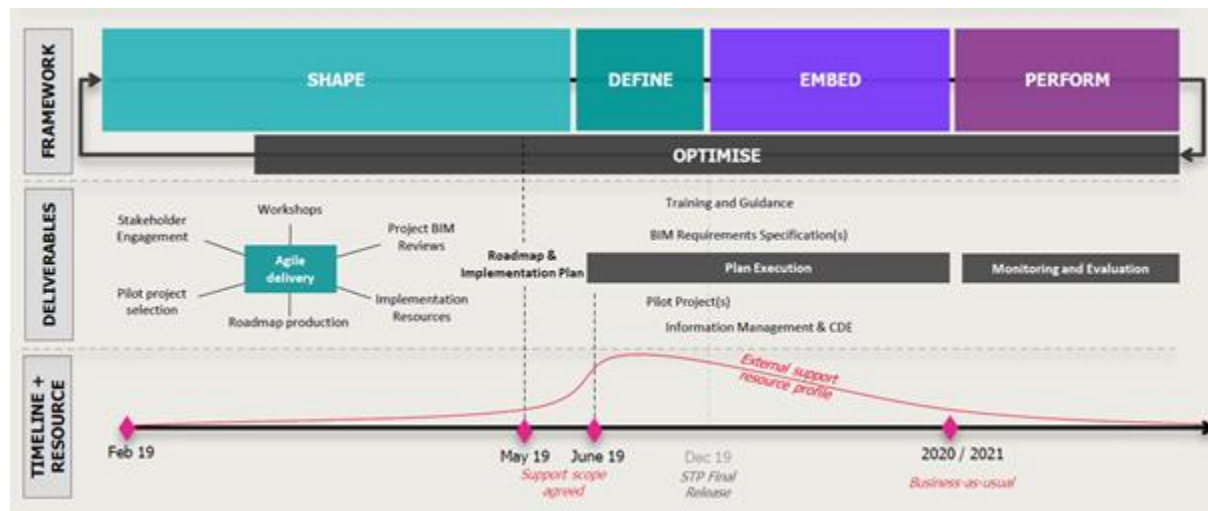 FRAMEWORK
SHAPE
DEFINE
EMBED
PERFORM
OPTIMISE
DELIVERABLES
Stakeholder
Engagement
Workshops
Project BIM
Reviews
Agile
delivery
Pilot project
selection
Roadmap production
Implementation
Resources
Roadmap &
Implementation Plan
Training and Guidance
BIM Requirements Specification(s)
Plan Execution
Monitoring and Evaluation
Pilot Project(s)
Information Management & CDE
TIMELINE +
RESOURCE
External support
resource profile
Feb 19
May 19
June 19
Support scope
agreed
Dec 19
STP Final
Release
2020 / 2021
Business-as-usual